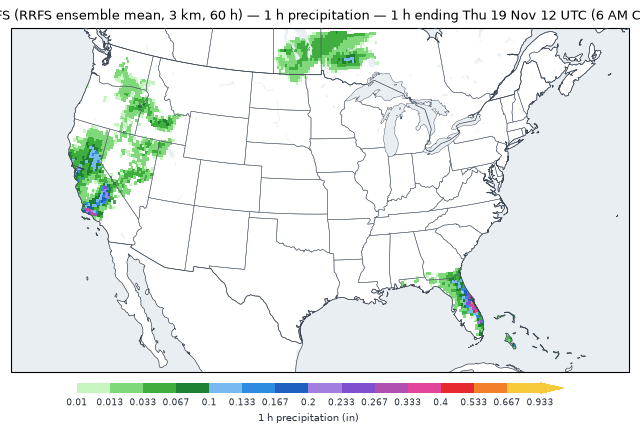 FS (RRFS ensemble mean, 3 km, 60 h) — 1 h precipitation — 1 h ending Thu 19 Nov 12 UTC (6 AM C
0.01 0.013 0.033 0.067 0.1 0.133 0.167 0.2 0.233 0.267 0.333 0.4 0.533 0.667 0.933
1 h precipitation (in)